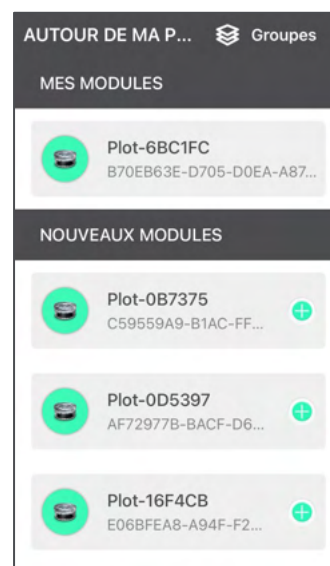 AUTOUR DE MA P... Groupes
MES MODULES
Plot-6BC1FC
B70EB63E-D705-D0EA-A87...
NOUVEAUX MODULES
Plot-0B7375
C59559A9-B1AC-FF...
Plot-0D5397
AF72977B-BACF-D6...
Plot-16F4CB
E06BFEA8-A94F-F2...